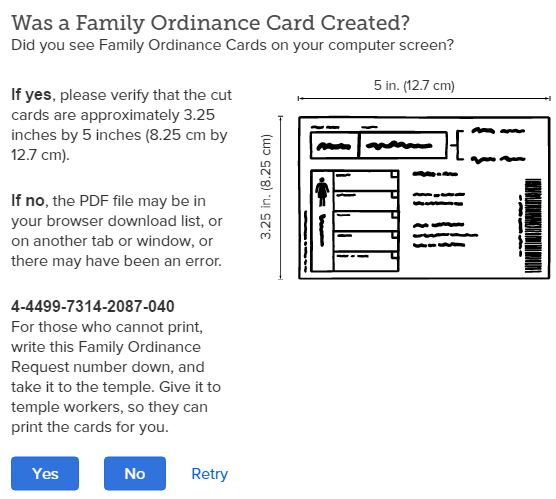 Was a Family Ordinance Card Created?
Did you see Family Ordinance Cards on your computer screen?
If yes, please verify that the cut
cards are approximately 3.25
inches by 5 inches (8.25 cm by
12.7 cm).
If no, the PDF file may be in
your browser download list, or
on another tab or window, or
there may have been an error.
4-4499-7314-2087-040
For those who cannot print,
write this Family Ordinance
Request number down, and
take it to the temple. Give it to
temple workers, so they can
print the cards for you.
Yes
No
Retry
5 in. (12.7 cm)
3.25 in. (8.25 cm)